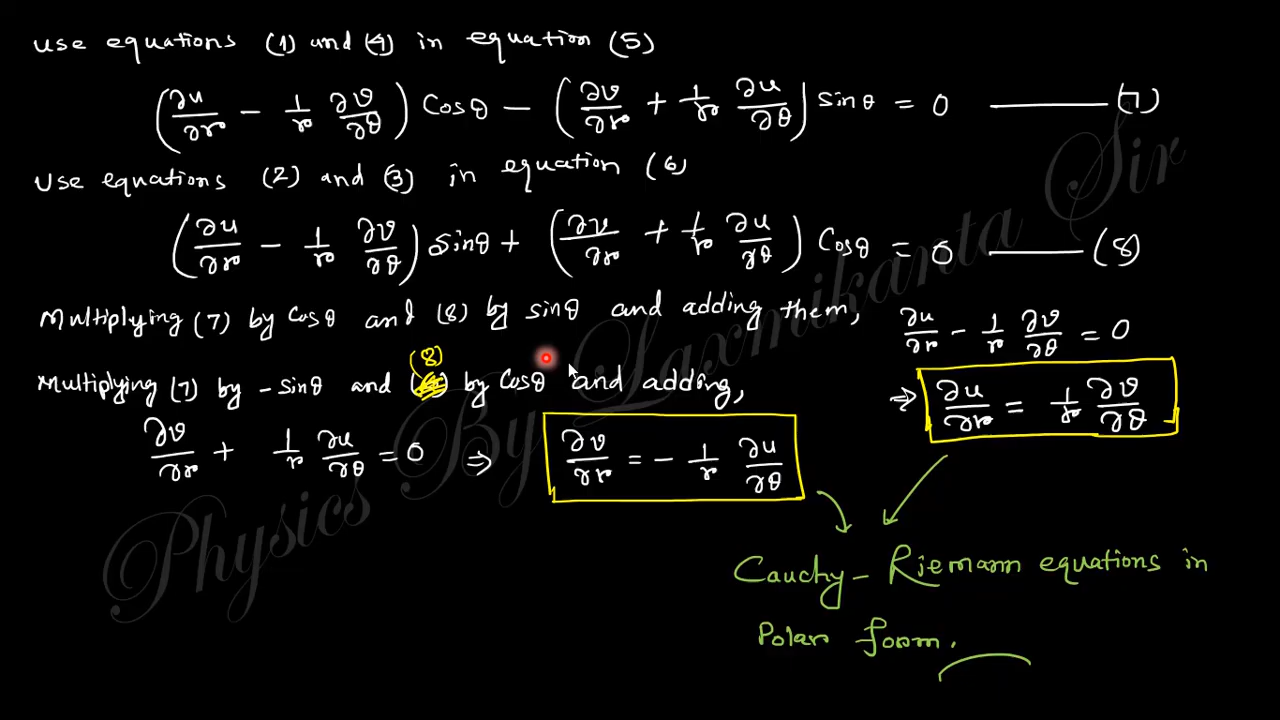 Use equations (1) and (4) in equation (5)
(∂u/∂r − 1/r ∂v/∂θ) Cosθ − (∂v/∂r + 1/r ∂u/∂θ) sinθ = 0 ——— (7)
Use equations (2) and (3) in equation (6)
(∂u/∂r − 1/r ∂v/∂θ) sinθ + (∂v/∂r + 1/r ∂u/∂θ) Cosθ = 0 ——— (8)
Multiplying (7) by Cosθ and (8) by sinθ and adding them, ∂u/∂r − 1/r ∂v/∂θ = 0
⇒ ∂u/∂r = 1/r ∂v/∂θ
Multiplying (7) by -sinθ and (8) by Cosθ and adding,
∂v/∂r + 1/r ∂u/∂θ = 0 ⇒ ∂v/∂r = − 1/r ∂u/∂θ
Cauchy - Riemann equations in
Polar form.
Physics By Laxmikanta Sir